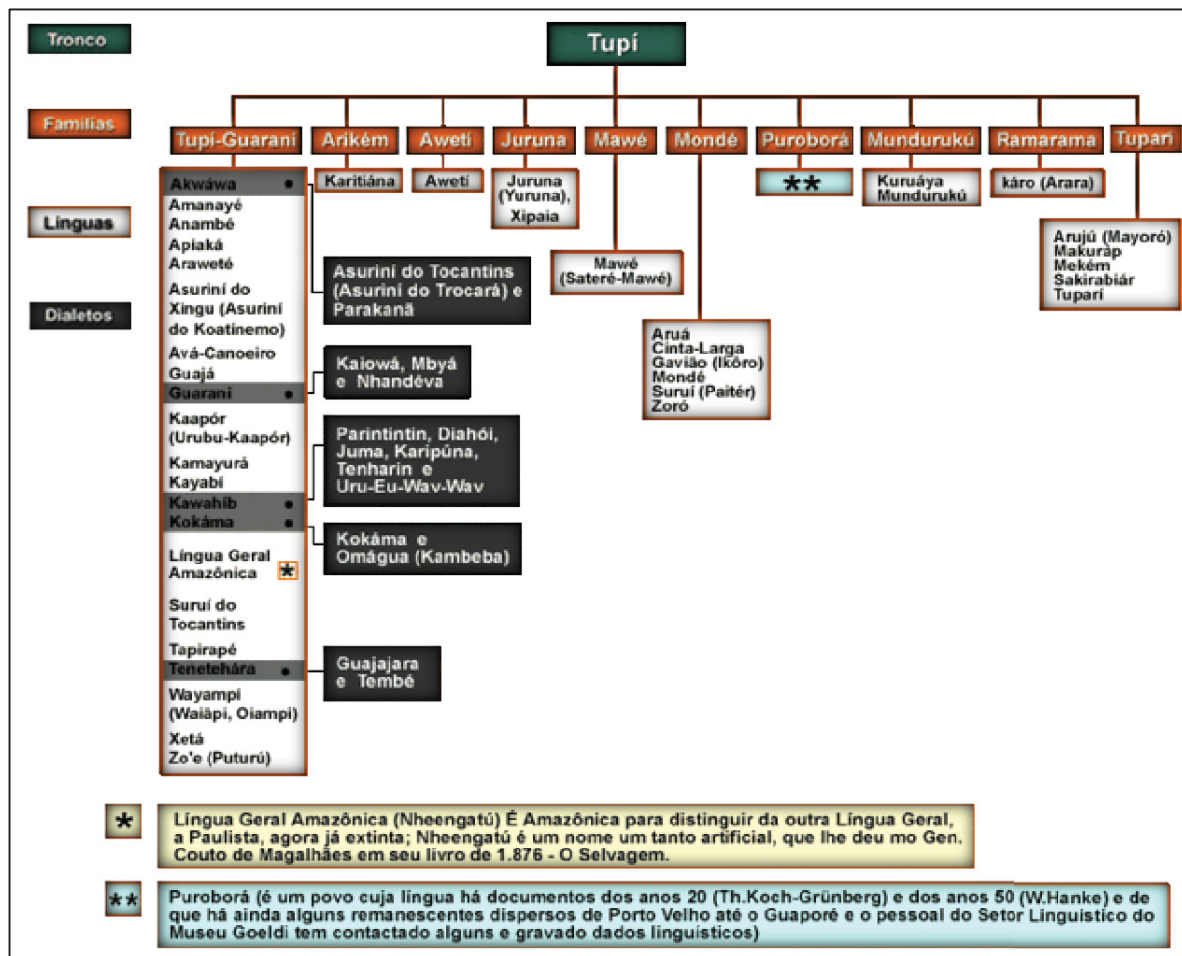 Tronco
Tupí
Famílias
Tupí-Guarani
Arikém
Awetí
Juruna
Mawé
Mondé
Puroborá
Mundurukú
Ramarama
Tuparí
Línguas
Akwáwa
Amanayé
Anambé
Apiaká
Araweté
Asuriní do
Xingu (Asuriní
do Koatinemo)
Avá-Canoeiro
Guajá
Guarani
Kaapór
(Urubu-Kaapór)
Kamayurá
Kayabí
Kawahíb
Kokáma
Língua Geral
Amazônica *
Suruí do
Tocantins
Tapirapé
Tenetehára
Wayampí
(Waiãpi, Oiampi)
Xetá
Zo'e (Puturú)
Karitiána
Awetí
Juruna
(Yuruna),
Xipaia
Mawé
(Sateré-Mawé)
Aruá
Cinta-Larga
Gavião (Ikôro)
Mondé
Suruí (Paitér)
Zoró
**
Kuruáya
Mundurukú
káro (Arara)
Arujú (Mayoró)
Makuráp
Mekém
Sakirabiár
Tuparí
Dialetos
Asuriní do Tocantins
(Asuriní do Trocará) e
Parakanã
Kaiowá, Mbyá
e Nhandéva
Parintintin, Diahói,
Juma, Karipúna,
Tenharin e
Uru-Eu-Wav-Wav
Kokáma e
Omágua (Kambeba)
Guajajara
e Tembé
*
Língua Geral Amazônica (Nheengatú) É Amazônica para distinguir da outra Língua Geral,
a Paulista, agora já extinta; Nheengatú é um nome um tanto artificial, que lhe deu mo Gen.
Couto de Magalhães em seu livro de 1.876 - O Selvagem.
**
Puroborá (é um povo cuja língua há documentos dos anos 20 (Th.Koch-Grünberg) e dos anos 50 (W.Hanke) e de
que há ainda alguns remanescentes dispersos de Porto Velho até o Guaporé e o pessoal do Setor Linguístico do
Museu Goeldi tem contactado alguns e gravado dados linguísticos)